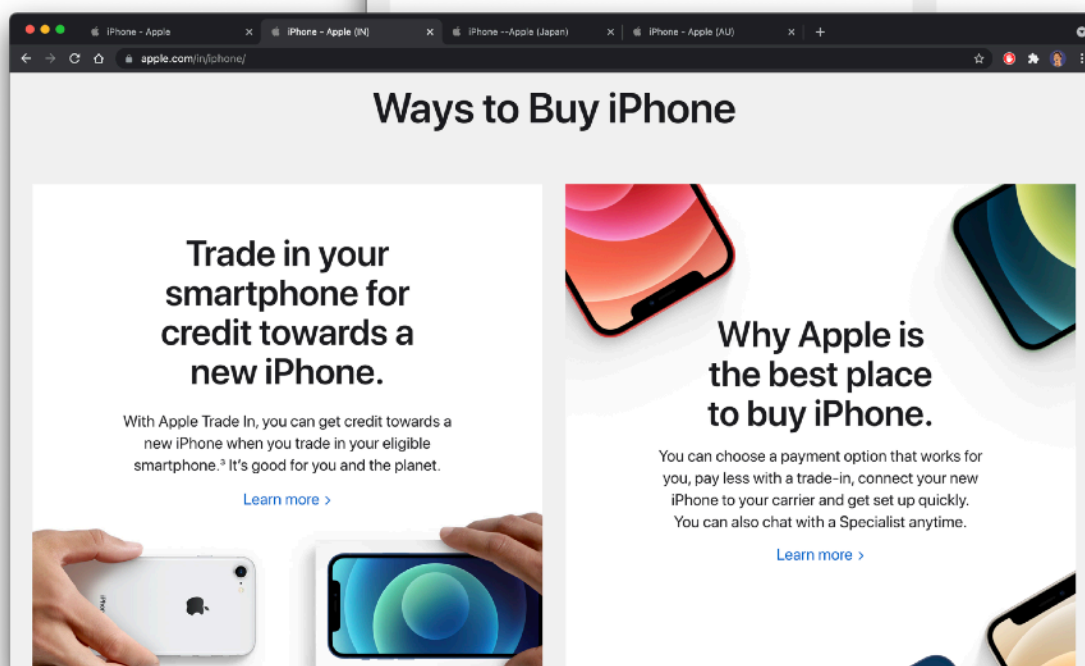 iPhone - Apple
iPhone - Apple (IN)
iPhone --Apple (Japan)
iPhone - Apple (AU)
apple.com/in/iphone/
Ways to Buy iPhone
Trade in your
smartphone for
credit towards a
new iPhone.
With Apple Trade In, you can get credit towards a
new iPhone when you trade in your eligible
smartphone.³ It's good for you and the planet.
Learn more >
Why Apple is
the best place
to buy iPhone.
You can choose a payment option that works for
you, pay less with a trade-in, connect your new
iPhone to your carrier and get set up quickly.
You can also chat with a Specialist anytime.
Learn more >
iPhone